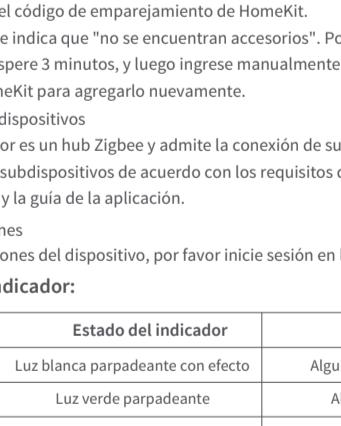 el código de emparejamiento de HomeKit.
e indica que "no se encuentran accesorios".
spere 3 minutos, y luego ingrese manualmente
neKit para agregarlo nuevamente.
dispositivos
or es un hub Zigbee y admite la conexión de su
subdispositivos de acuerdo con los requisitos
y la guía de la aplicación.
nes
ones del dispositivo, por favor inicie sesión en
ndicador:
Estado del indicador
Luz blanca parpadeante con efecto
Algu
Luz verde parpadeante